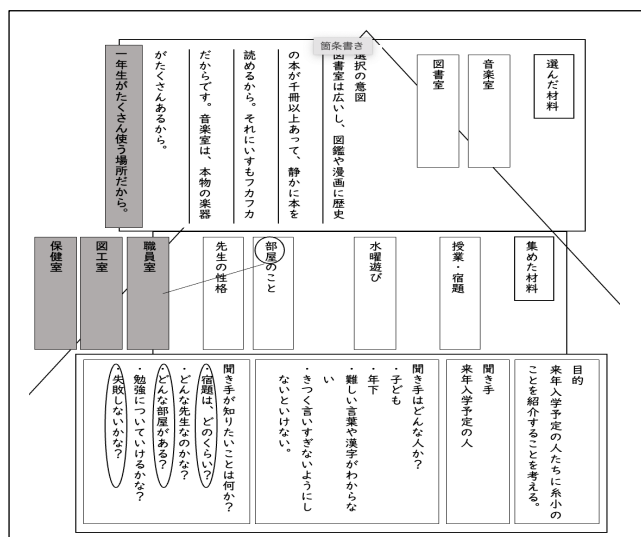 箇条書き
選んだ材料
音楽室
図書室
選択の意図
図書室は広いし、図鑑や漫画に歴史
の本が千冊以上あって、静かに本を
読めるから。それにいすもフカフカ
だからです。音楽室は、本物の楽器
がたくさんあるから。
一年生がたくさん使う場所だから。
集めた材料
授業・宿題
水曜遊び
部屋のこと
先生の性格
職員室
図工室
保健室
目的
来年入学予定の人たちに糸小の
ことを紹介することを考える。
聞き手
来年入学予定の人
聞き手はどんな人か?
・子ども
・年下
・難しい言葉や漢字がわからな
い
・きつく言いすぎないようにし
ないといけない。
聞き手が知りたいことは何か?
・宿題は、どのくらい?
・どんな先生なのかな?
・どんな部屋がある?
・勉強についていけるかな?
・失敗しないかな?